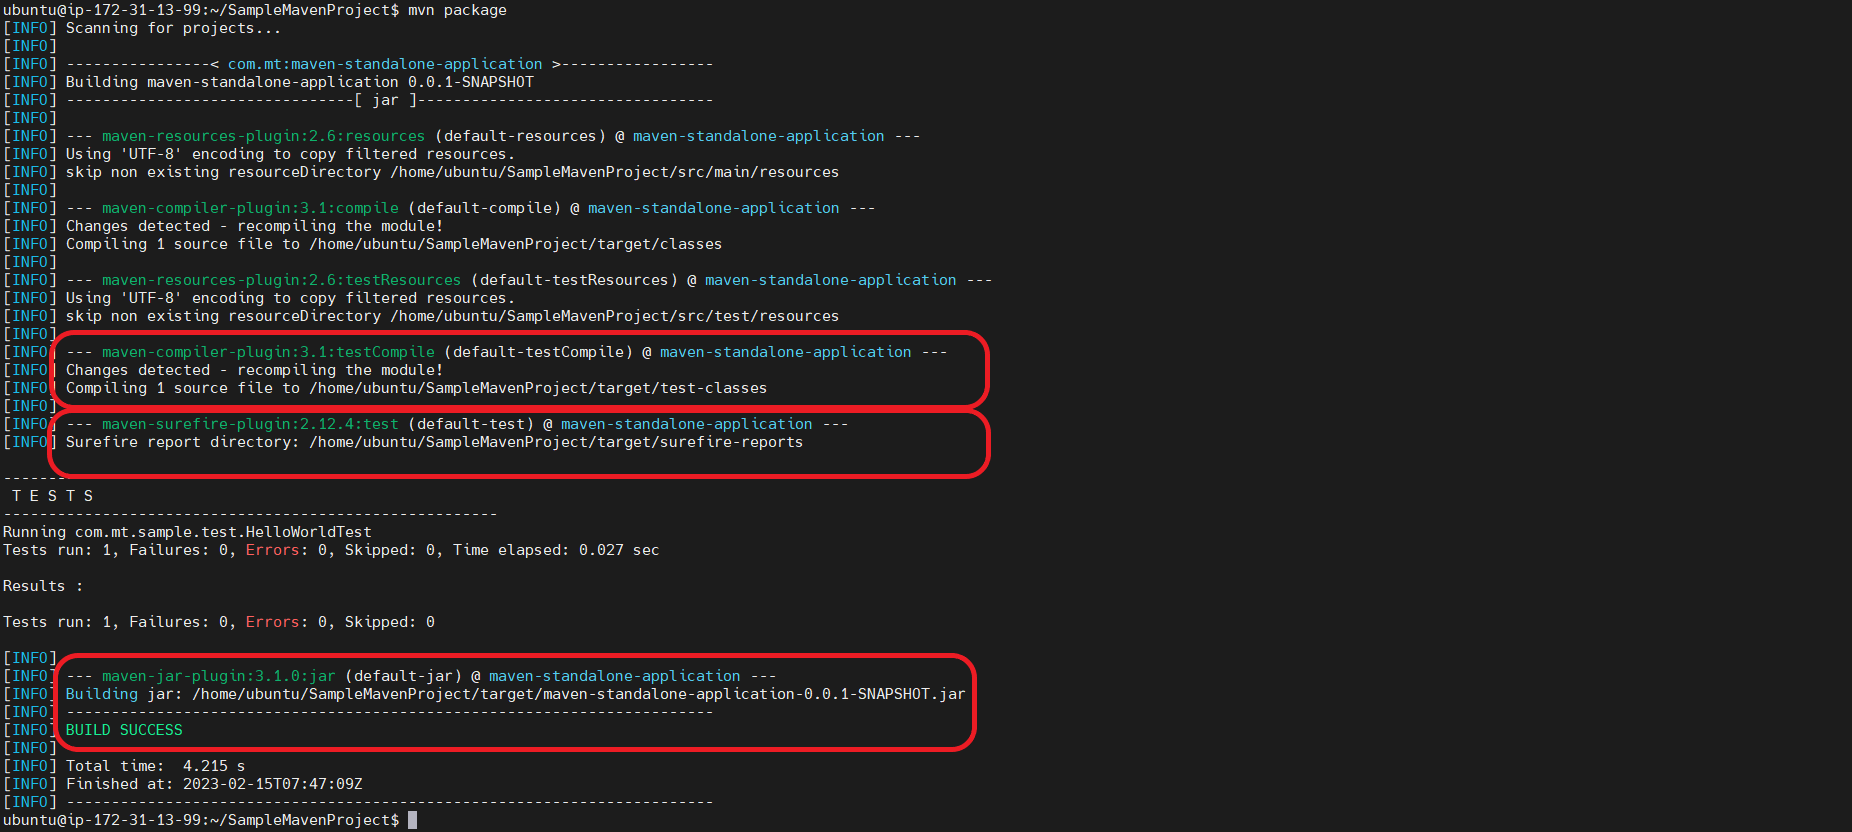 ubuntu@ip-172-31-13-99:~/SampleMavenProject$ mvn package
[INFO] Scanning for projects...
[INFO]
[INFO] ----------------< com.mt:maven-standalone-application >-----------------
[INFO] Building maven-standalone-application 0.0.1-SNAPSHOT
[INFO] --------------------------------[ jar ]---------------------------------
[INFO]
[INFO] --- maven-resources-plugin:2.6:resources (default-resources) @ maven-standalone-application ---
[INFO] Using 'UTF-8' encoding to copy filtered resources.
[INFO] skip non existing resourceDirectory /home/ubuntu/SampleMavenProject/src/main/resources
[INFO]
[INFO] --- maven-compiler-plugin:3.1:compile (default-compile) @ maven-standalone-application ---
[INFO] Changes detected - recompiling the module!
[INFO] Compiling 1 source file to /home/ubuntu/SampleMavenProject/target/classes
[INFO]
[INFO] --- maven-resources-plugin:2.6:testResources (default-testResources) @ maven-standalone-application ---
[INFO] Using 'UTF-8' encoding to copy filtered resources.
[INFO] skip non existing resourceDirectory /home/ubuntu/SampleMavenProject/src/test/resources
[INFO]
[INFO] --- maven-compiler-plugin:3.1:testCompile (default-testCompile) @ maven-standalone-application ---
[INFO] Changes detected - recompiling the module!
[INFO] Compiling 1 source file to /home/ubuntu/SampleMavenProject/target/test-classes
[INFO]
[INFO] --- maven-surefire-plugin:2.12.4:test (default-test) @ maven-standalone-application ---
[INFO] Surefire report directory: /home/ubuntu/SampleMavenProject/target/surefire-reports
-------
T E S T S
-------------------------------------------------------
Running com.mt.sample.test.HelloWorldTest
Tests run: 1, Failures: 0, Errors: 0, Skipped: 0, Time elapsed: 0.027 sec
Results :
Tests run: 1, Failures: 0, Errors: 0, Skipped: 0
[INFO]
[INFO] --- maven-jar-plugin:3.1.0:jar (default-jar) @ maven-standalone-application ---
[INFO] Building jar: /home/ubuntu/SampleMavenProject/target/maven-standalone-application-0.0.1-SNAPSHOT.jar
[INFO] ------------------------------------------------------------------------
[INFO] BUILD SUCCESS
[INFO]
[INFO] Total time:  4.215 s
[INFO] Finished at: 2023-02-15T07:47:09Z
[INFO] ------------------------------------------------------------------------
ubuntu@ip-172-31-13-99:~/SampleMavenProject$